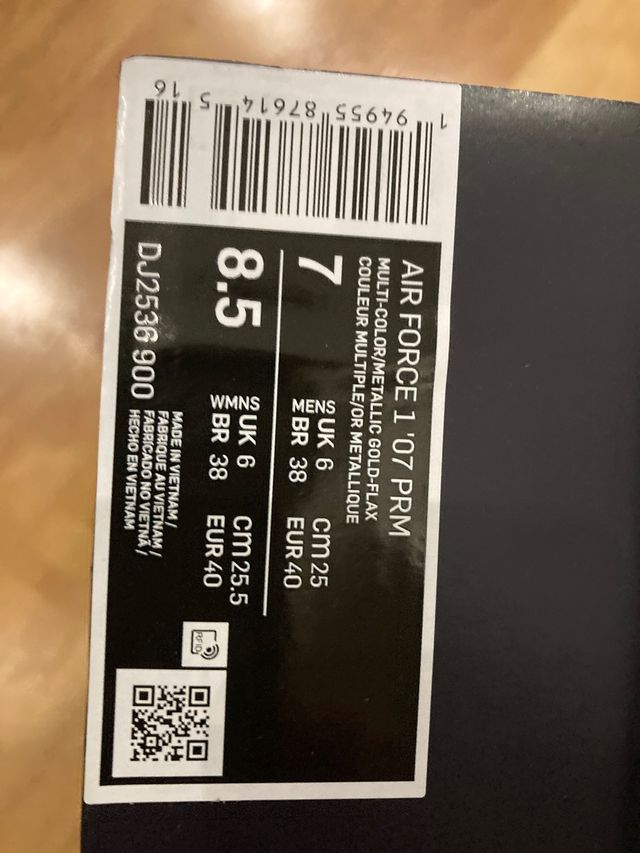 1 94955 87614 5 16
AIR FORCE 1 '07 PRM
MULTI-COLOR/METALLIC GOLD-FLAX
COULEUR MULTIPLE/OR METALLIQUE
7 MENS UK 6 cm 25
BR 38 EUR 40
8.5 WMNS UK 6 cm 25.5
BR 38 EUR 40
DJ2536 900
MADE IN VIETNAM /
FABRIQUE AU VIETNAM /
FABRICADO NO VIETNÃ /
HECHO EN VIETNAM
RFID